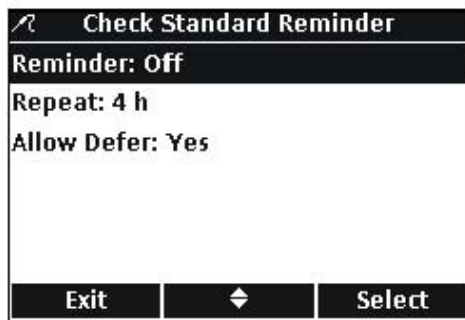 Check Standard Reminder
Reminder: Off
Repeat: 4 h
Allow Defer: Yes
Exit Select